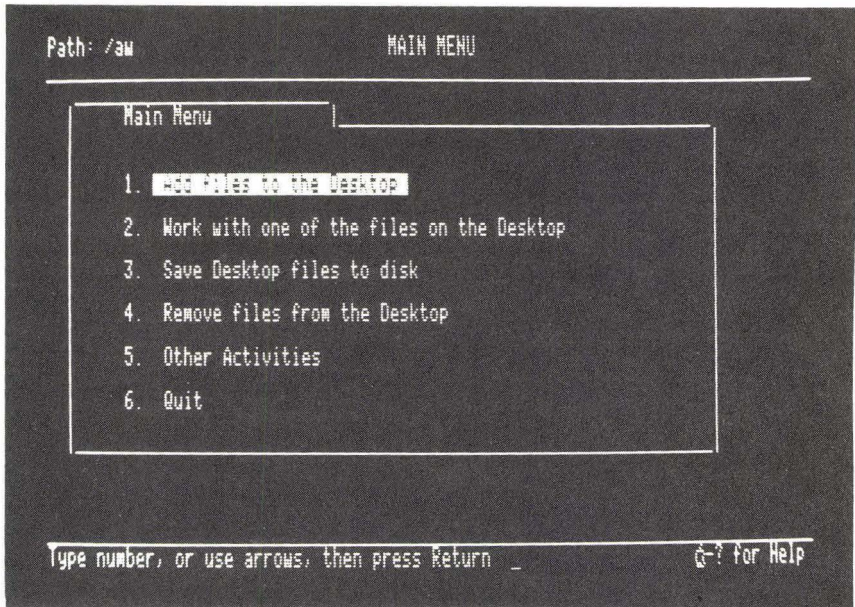 Path: /aw MAIN MENU
Main Menu
1. Add files to the Desktop
2. Work with one of the files on the Desktop
3. Save Desktop files to disk
4. Remove files from the Desktop
5. Other Activities
6. Quit
Type number, or use arrows, then press Return _ -? for Help